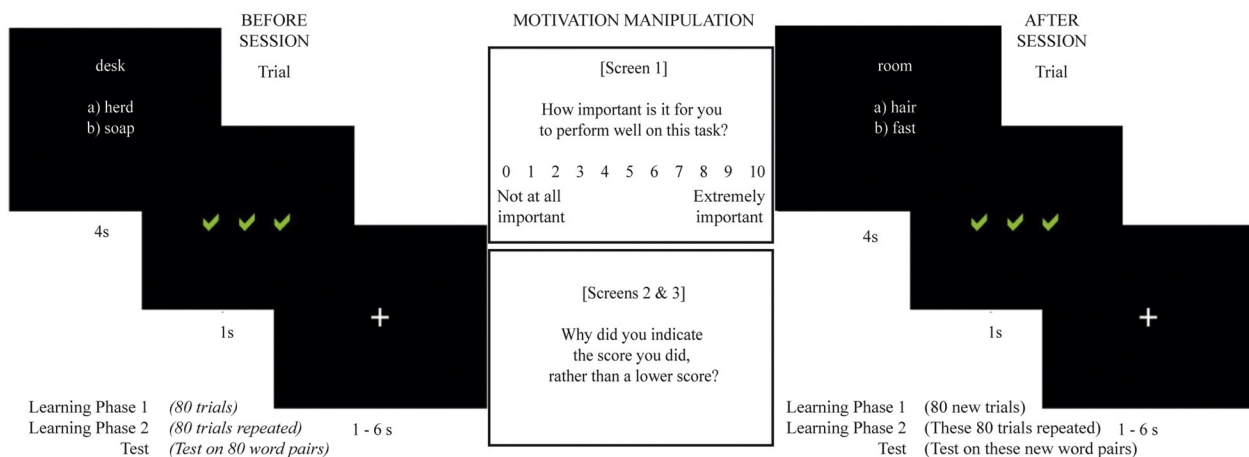 BEFORE
SESSION
Trial
desk
a) herd
b) soap
4s
1s
1 - 6 s
Learning Phase 1 (80 trials)
Learning Phase 2 (80 trials repeated)
Test (Test on 80 word pairs)
MOTIVATION MANIPULATION
[Screen 1]
How important is it for you
to perform well on this task?
0 1 2 3 4 5 6 7 8 9 10
Not at all Extremely
important important
[Screens 2 & 3]
Why did you indicate
the score you did,
rather than a lower score?
AFTER
SESSION
Trial
room
a) hair
b) fast
4s
1s
1 - 6 s
Learning Phase 1 (80 new trials)
Learning Phase 2 (These 80 trials repeated)
Test (Test on these new word pairs)